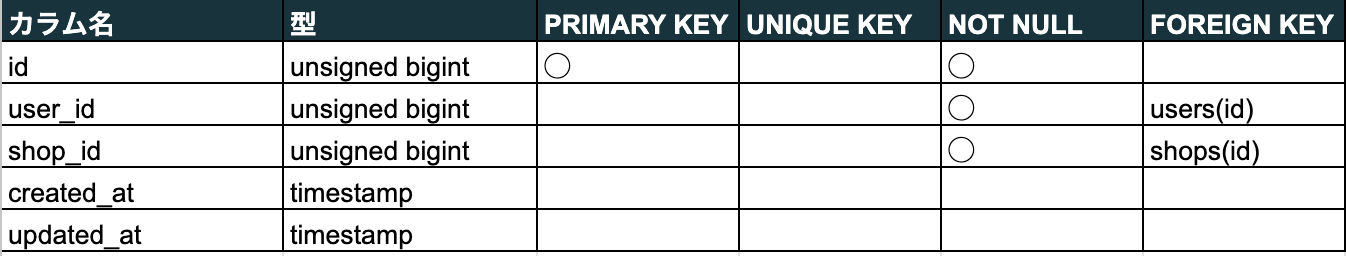 カラム名 型 PRIMARY KEY UNIQUE KEY NOT NULL FOREIGN KEY
id unsigned bigint ○ ○
user_id unsigned bigint ○ users(id)
shop_id unsigned bigint ○ shops(id)
created_at timestamp
updated_at timestamp